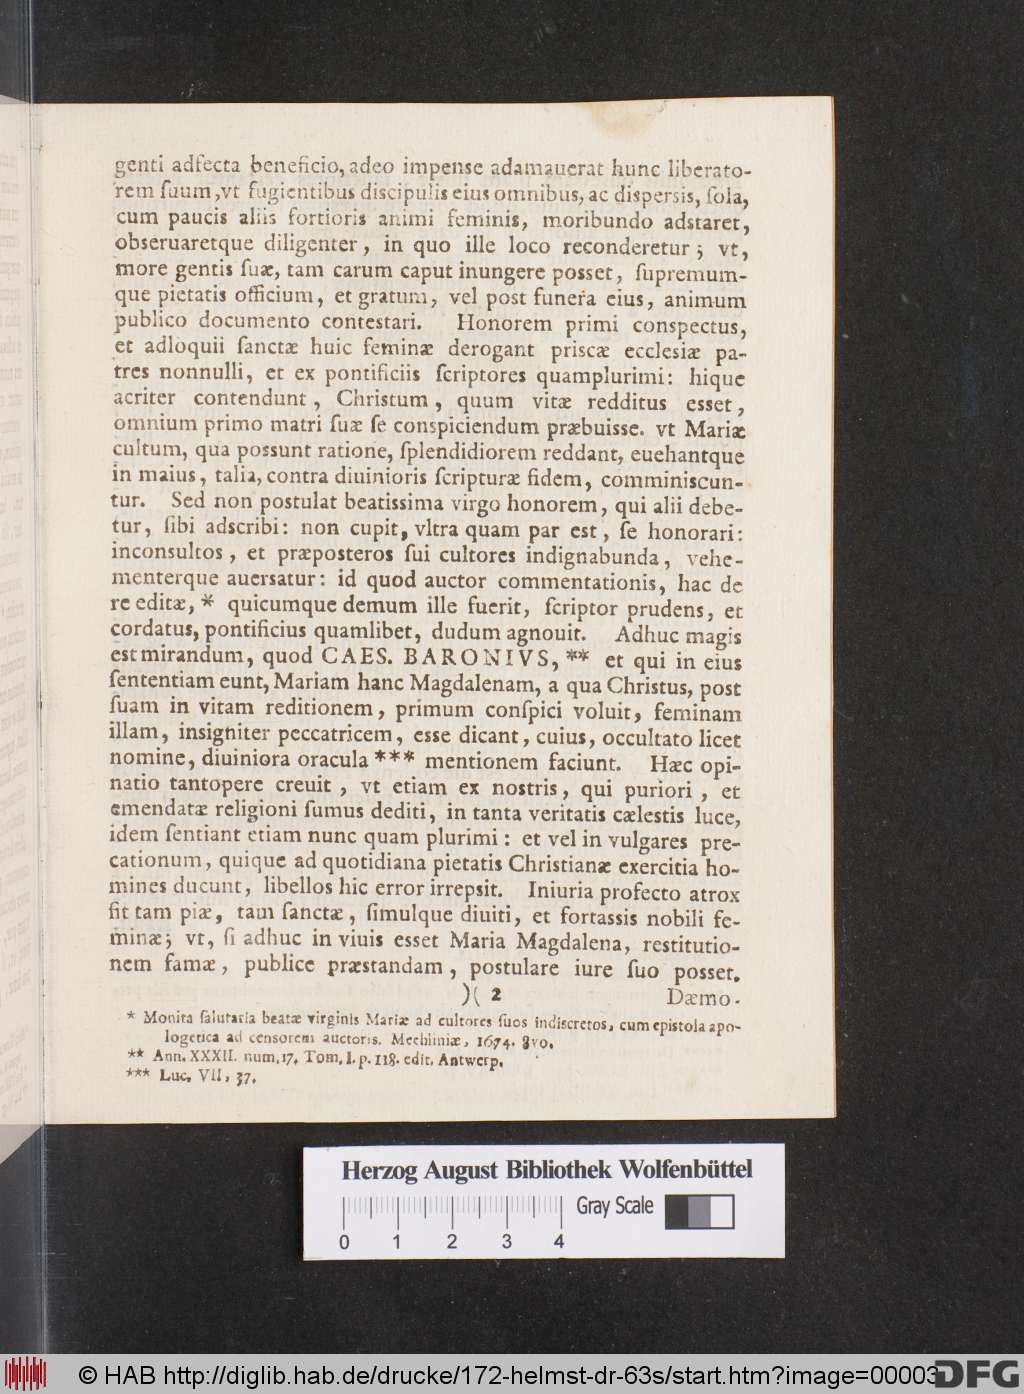 genti adfecta beneficio, adeo impense adamauerat hunc liberato-
rem ſuum, vt fugientibus discipulis eius omnibus, ac dispersis, ſola,
cum paucis aliis fortioris animi feminis, moribundo adstaret,
obseruaretque diligenter, in quo ille loco reconderetur; vt,
more gentis ſuæ, tam carum caput inungere posset, ſupremum-
que pietatis officium, et gratum, vel post funera eius, animum
publico documento contestari. Honorem primi conspectus,
et adloquii ſanctæ huic feminæ derogant priscæ ecclesiæ pa-
tres nonnulli, et ex pontificiis ſcriptores quamplurimi: hique
acriter contendunt, Christum, quum vitæ redditus esset,
omnium primo matri ſuæ ſe conspiciendum præbuisse. vt Mariæ
cultum, qua possunt ratione, ſplendidiorem reddant, euehantque
in maius, talia, contra diuinioris ſcripturæ fidem, comminiscun-
tur. Sed non postulat beatissima virgo honorem, qui alii debe-
tur, ſibi adscribi: non cupit, vltra quam par est, ſe honorari:
inconsultos, et præposteros ſui cultores indignabunda, vehe-
menterque auersatur: id quod auctor commentationis, hac de
re editæ, * quicumque demum ille fuerit, ſcriptor prudens, et
cordatus, pontificius quamlibet, dudum agnouit. Adhuc magis
est mirandum, quod CAES. BARONIVS, ** et qui in eius
ſententiam eunt, Mariam hanc Magdalenam, a qua Christus, post
ſuam in vitam reditionem, primum conſpici voluit, feminam
illam, insigniter peccatricem, esse dicant, cuius, occultato licet
nomine, diuiniora oracula *** mentionem faciunt. Hæc opi-
natio tantopere creuit, vt etiam ex nostris, qui puriori, et
emendatæ religioni ſumus dediti, in tanta veritatis cælestis luce,
idem ſentiant etiam nunc quam plurimi: et vel in vulgares pre-
cationum, quique ad quotidiana pietatis Christianæ exercitia ho-
mines ducunt, libellos hic error irrepsit. Iniuria profecto atrox
fit tam piæ, tam ſanctæ, ſimulque diuiti, et fortassis nobili fe-
minæ; vt, ſi adhuc in viuis esset Maria Magdalena, restitutio-
nem famæ, publice præstandam, postulare iure ſuo posset.
)( 2 Dæmo-
* Monita ſalutaria beatæ virginis Mariæ ad cultores ſuos indiscretos, cum epistola apo-
logetica ad censorem auctoris. Mechliniæ, 1674. 8vo.
** Ann. XXXII. num. 17. Tom. I. p. 118. edit. Antwerp.
*** Luc. VII, 37.
Herzog August Bibliothek Wolfenbüttel
Gray Scale
0 1 2 3 4
© HAB http://diglib.hab.de/drucke/172-helmst-dr-63s/start.htm?image=00003
DFG